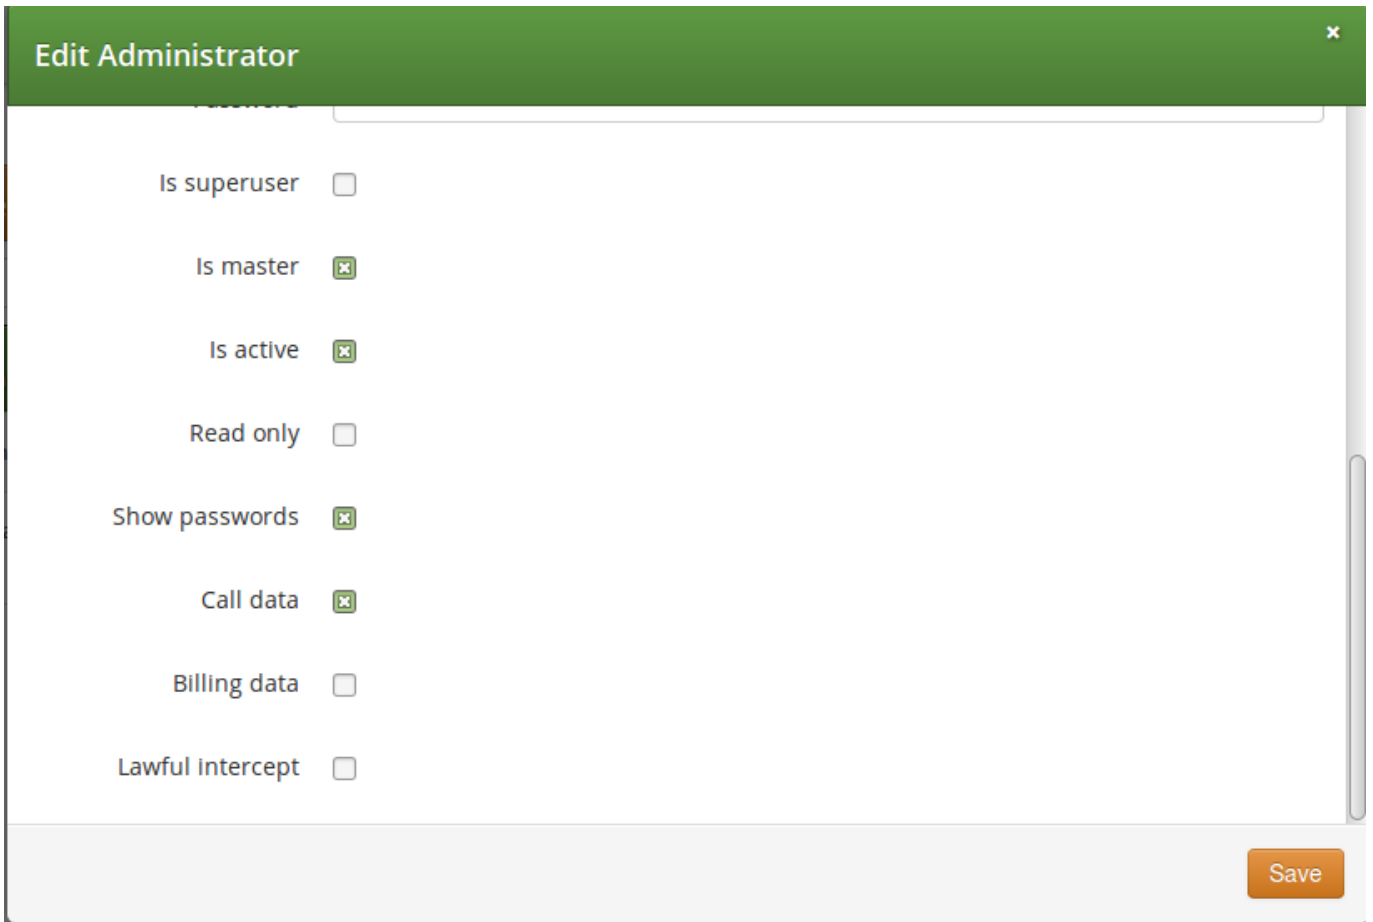 Edit Administrator
Password
Is superuser
Is master
Is active
Read only
Show passwords
Call data
Billing data
Lawful intercept
Save